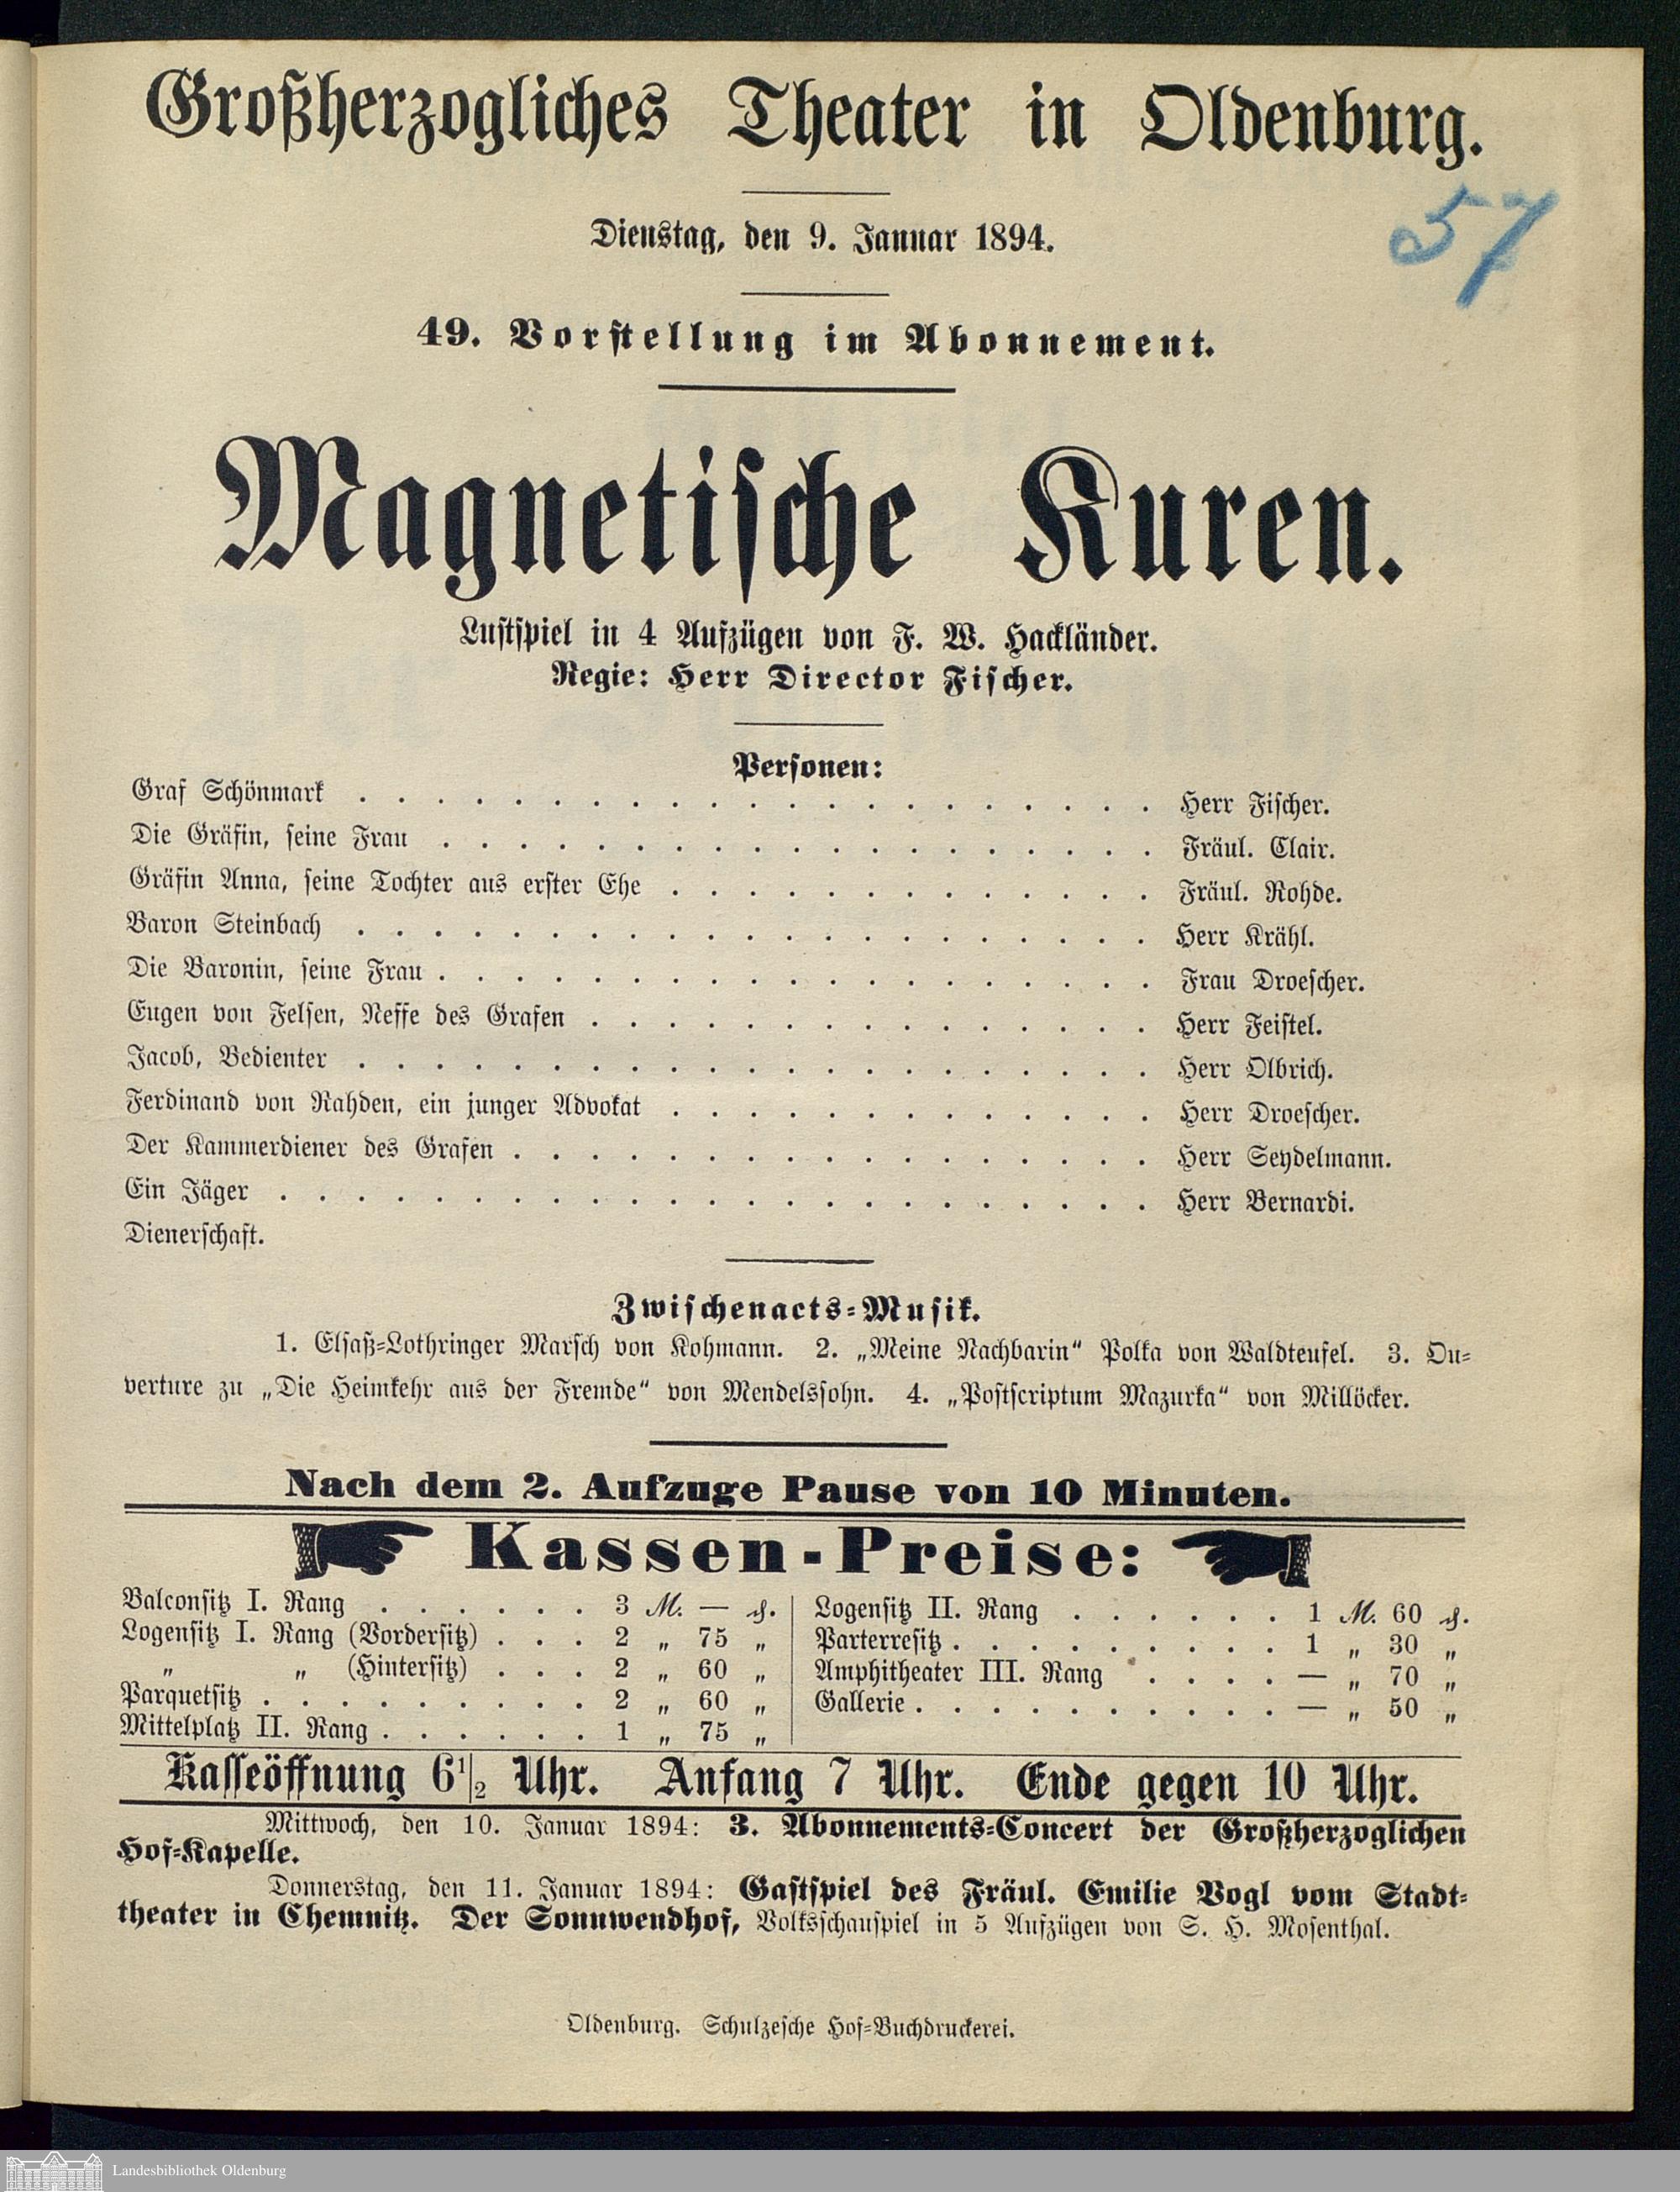 Großherzogliches Theater in Oldenburg.
57
Dienstag, den 9. Januar 1894.
49. Vorstellung im Abonnement.
Magnetische Kuren.
Lustspiel in 4 Aufzügen von F. W. Hackländer.
Regie: Herr Director Fischer.
Personen:
Graf Schönmark . . . . . . . . . . . . . . . . . . . . . Herr Fischer.
Die Gräfin, seine Frau . . . . . . . . . . . . . . . . . . . Fräul. Clair.
Gräfin Anna, seine Tochter aus erster Ehe . . . . . . . . . . . . . Fräul. Rohde.
Baron Steinbach . . . . . . . . . . . . . . . . . . . . . Herr Krähl.
Die Baronin, seine Frau . . . . . . . . . . . . . . . . . . . Frau Droescher.
Eugen von Felsen, Neffe des Grafen . . . . . . . . . . . . . . . Herr Feistel.
Jacob, Bedienter . . . . . . . . . . . . . . . . . . . . . Herr Olbrich.
Ferdinand von Rahden, ein junger Advokat . . . . . . . . . . . . . Herr Droescher.
Der Kammerdiener des Grafen . . . . . . . . . . . . . . . . . Herr Seydelmann.
Ein Jäger . . . . . . . . . . . . . . . . . . . . . . . Herr Bernardi.
Dienerschaft.
Zwischenacts-Musik.
1. Elsaß-Lothringer Marsch von Kohmann. 2. „Meine Nachbarin“ Polka von Waldteufel. 3. Ou-
verture zu „Die Heimkehr aus der Fremde“ von Mendelssohn. 4. „Postscriptum Mazurka“ von Millöcker.
Nach dem 2. Aufzuge Pause von 10 Minuten.
Kassen-Preise:
Balconsitz I. Rang . . . . . . 3 M. — ₰.
Logensitz I. Rang (Vordersitz) . . . 2 „ 75 „
„ „ (Hintersitz) . . . 2 „ 60 „
Parquetsitz . . . . . . . . . 2 „ 60 „
Mittelplatz II. Rang . . . . . . 1 „ 75 „
Logensitz II. Rang . . . . . . 1 M. 60 ₰.
Parterresitz . . . . . . . . . 1 „ 30 „
Amphitheater III. Rang . . . . — „ 70 „
Gallerie . . . . . . . . . . — „ 50 „
Kasseöffnung 6 1/2 Uhr. Anfang 7 Uhr. Ende gegen 10 Uhr.
Mittwoch, den 10. Januar 1894: 3. Abonnements-Concert der Großherzoglichen
Hof-Kapelle.
Donnerstag, den 11. Januar 1894: Gastspiel des Fräul. Emilie Vogl vom Stadt-
theater in Chemnitz. Der Sonnwendhof, Volksschauspiel in 5 Aufzügen von S. H. Mosenthal.
Oldenburg. Schulzesche Hof-Buchdruckerei.
Landesbibliothek Oldenburg